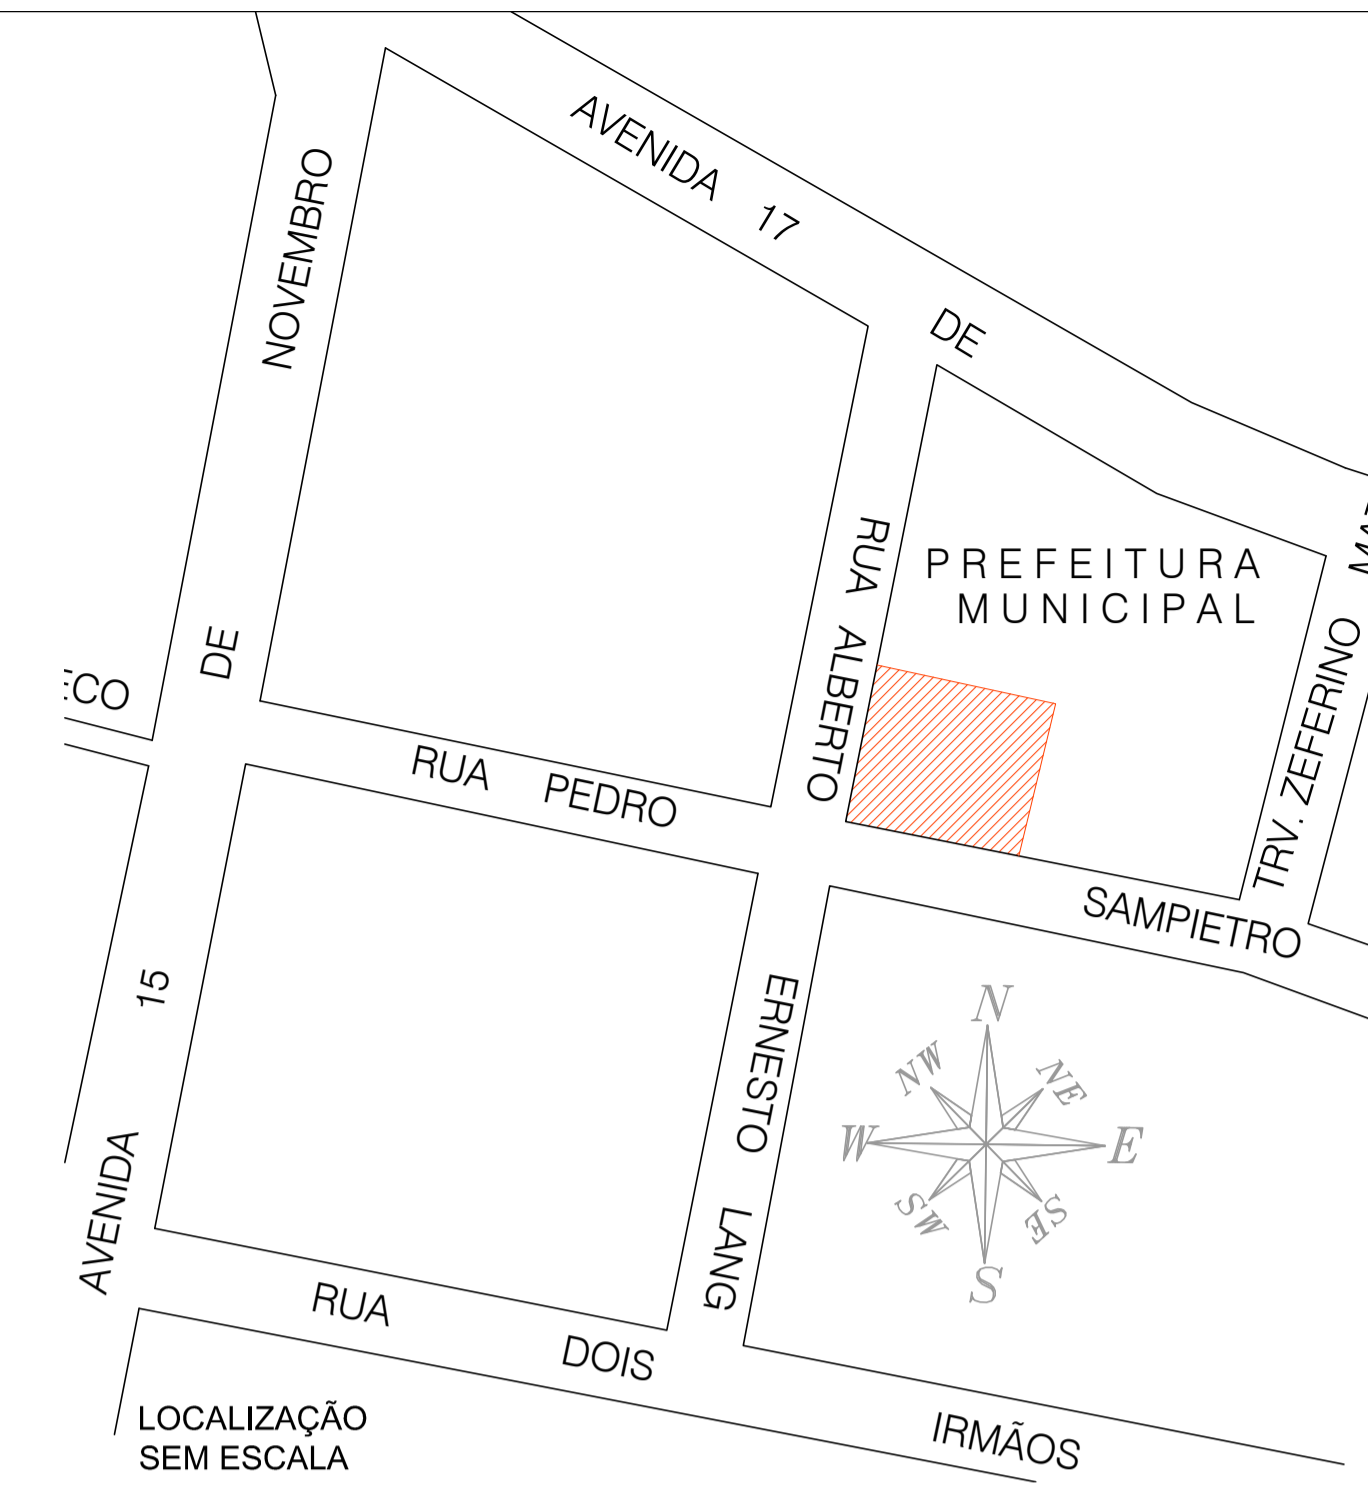 AVENIDA 17 DE
AVENIDA 15 DE NOVEMBRO
PREFEITURA
MUNICIPAL
RUA ALBERTO ERNESTO LANG
TRV. ZEFERINO
RUA PEDRO SAMPIETRO
N
NW
NE
W
E
SW
SE
S
RUA DOIS IRMÃOS
LOCALIZAÇÃO
SEM ESCALA